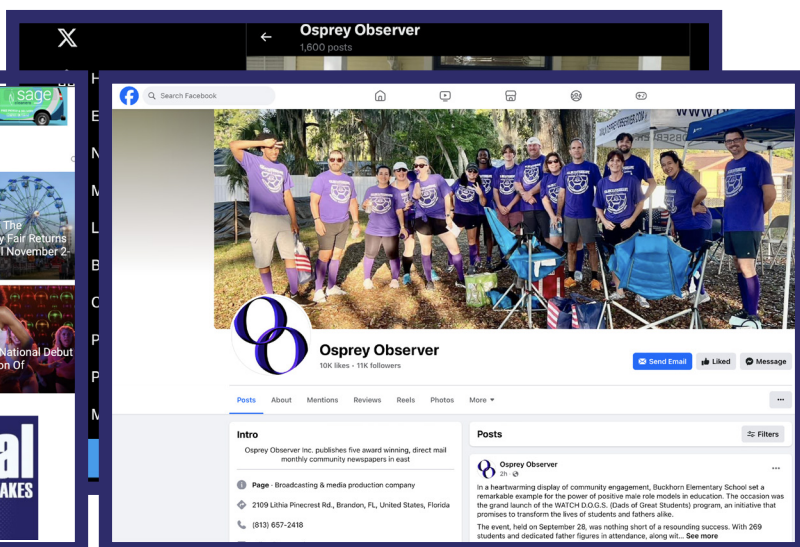 Osprey Observer
1,600 posts
sage
The
y Fair Returns
l November 2-
National Debut
on Of
al
AKES
H
E
N
M
L
B
C
P
P
M
Search Facebook
Osprey Observer
10K likes • 11K followers
Send Email
Liked
Message
Posts
About
Mentions
Reviews
Reels
Photos
More
Intro
Osprey Observer Inc. publishes five award winning, direct mail
monthly community newspapers in east
Page · Broadcasting & media production company
2109 Lithia Pinecrest Rd., Brandon, FL, United States, Florida
(813) 657-2418
Posts
Filters
Osprey Observer
2h
In a heartwarming display of community engagement, Buckhorn Elementary School set a
remarkable example for the power of positive male role models in education. The occasion was
the grand launch of the WATCH D.O.G.S. (Dads of Great Students) program, an initiative that
promises to transform the lives of students and fathers alike.
The event, held on September 28, was nothing short of a resounding success. With 269
students and dedicated father figures in attendance, along wit... See more